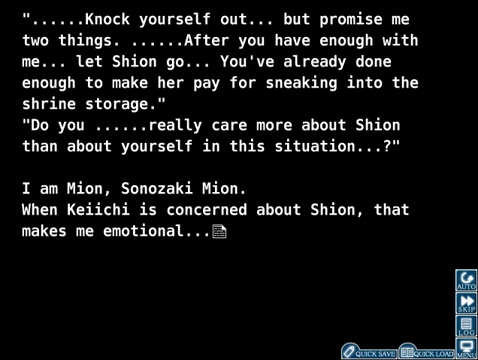 "......Knock yourself out... but promise me
two things. ......After you have enough with
me... let Shion go... You've already done
enough to make her pay for sneaking into the
shrine storage."
"Do you ......really care more about Shion
than about yourself in this situation...?"
I am Mion, Sonozaki Mion.
When Keiichi is concerned about Shion, that
makes me emotional...
AUTO
SKIP
LOG
MENU
QUICK SAVE
QUICK LOAD